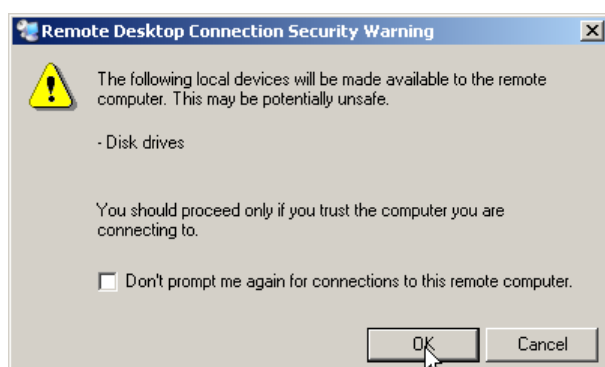 Remote Desktop Connection Security Warning
The following local devices will be made available to the remote
computer. This may be potentially unsafe.
- Disk drives
You should proceed only if you trust the computer you are
connecting to.
Don't prompt me again for connections to this remote computer.
OK Cancel